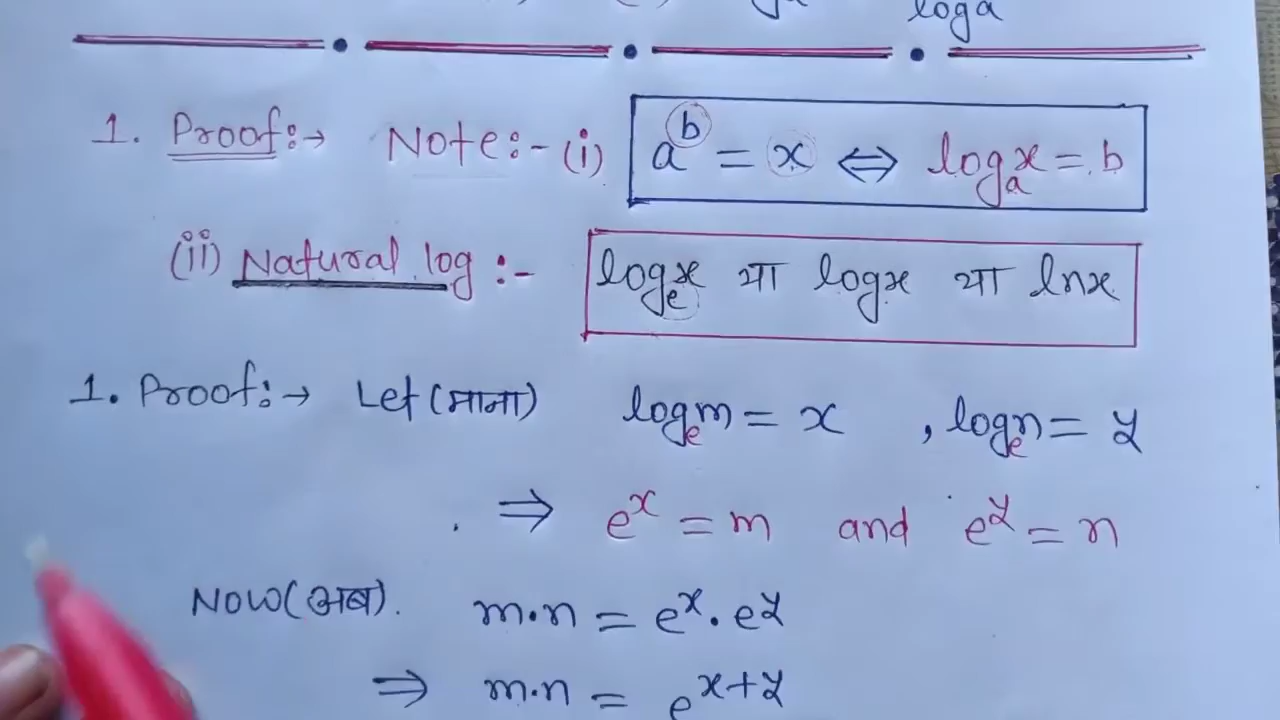 log a
1. Proof:→ Note:- (i) a^b = x ⇔ log_a x = b
(ii) Natural log :- log_e x या log x या ln x
1. Proof:→ Let (माना) log_e m = x , log_e n = y
⇒ e^x = m and e^y = n
Now (अब). m·n = e^x · e^y
⇒ m·n = e^(x+y)